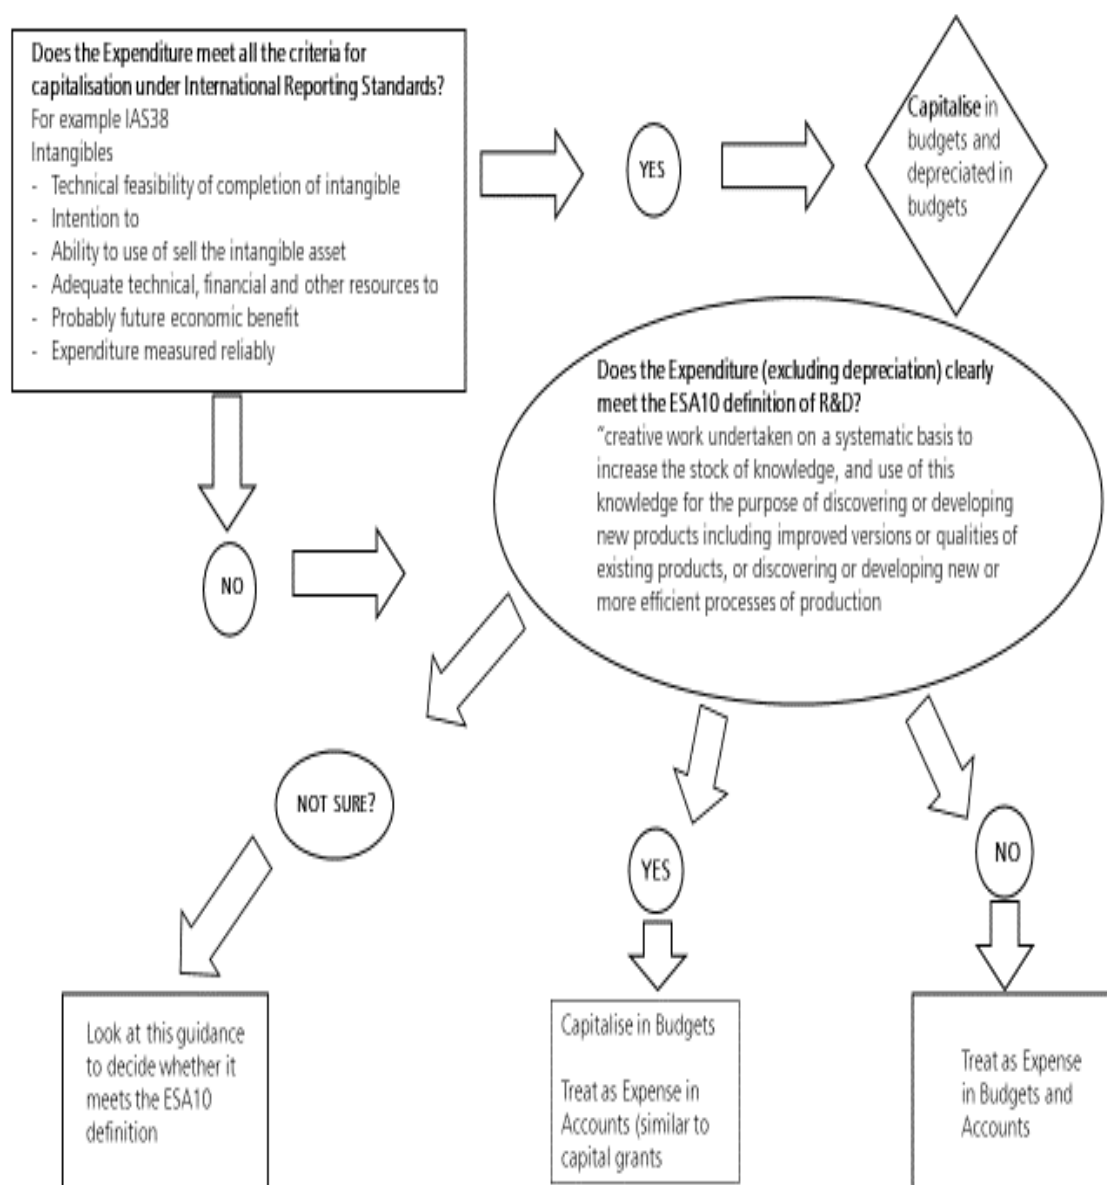 Does the Expenditure meet all the criteria for
capitalisation under International Reporting Standards?
For example IAS38
Intangibles
- Technical feasibility of completion of intangible
- Intention to
- Ability to use of sell the intangible asset
- Adequate technical, financial and other resources to
- Probably future economic benefit
- Expenditure measured reliably
YES
Capitalise in
budgets and
depreciated in
budgets
NO
Does the Expenditure (excluding depreciation) clearly
meet the ESA10 definition of R&D?
“creative work undertaken on a systematic basis to
increase the stock of knowledge, and use of this
knowledge for the purpose of discovering or developing
new products including improved versions or qualities of
existing products, or discovering or developing new or
more efficient processes of production
NOT SURE?
YES
NO
Look at this guidance
to decide whether it
meets the ESA10
definition
Capitalise in Budgets
Treat as Expense in
Accounts (similar to
capital grants
Treat as Expense
in Budgets and
Accounts